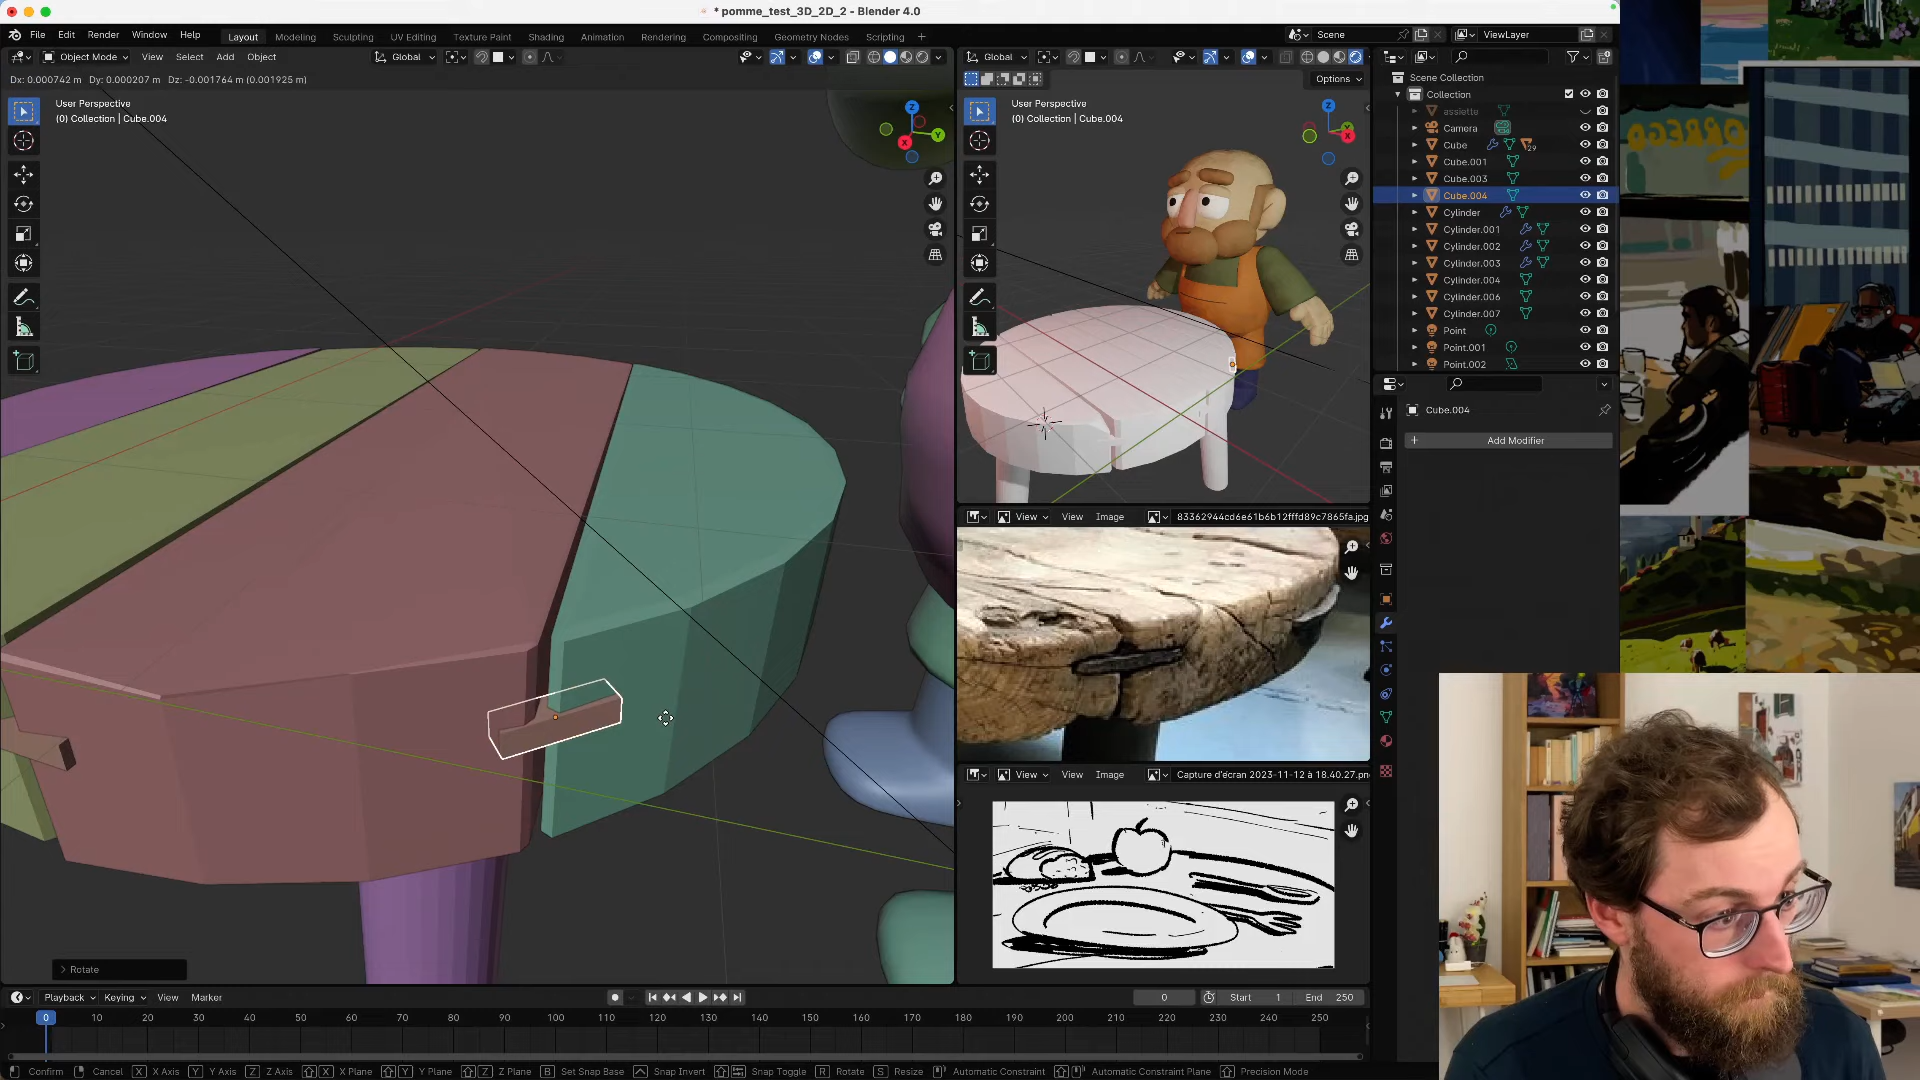 * pomme_test_3D_2D_2 - Blender 4.0
File Edit Render Window Help Layout Modeling Sculpting UV Editing Texture Paint Shading Animation Rendering Compositing Geometry Nodes Scripting + Scene ViewLayer
Object Mode View Select Add Object Global Global
Dx: 0.000742 m Dy: 0.000207 m Dz: -0.001764 m (0.001925 m) Options
User Perspective
(0) Collection | Cube.004
Z
Y
X
User Perspective
(0) Collection | Cube.004
Z
Y
X
Scene Collection
Collection
assiette
Camera
Cube 29
Cube.001
Cube.003
Cube.004
Cylinder
Cylinder.001
Cylinder.002
Cylinder.003
Cylinder.004
Cylinder.006
Cylinder.007
Point
Point.001
Point.002
Cube.004
+ Add Modifier
View View Image 83362944cd6e61b6b12fffd89c7865fa.jpg
View View Image Capture d'écran 2023-11-12 à 18.40.27.pn
Rotate
Playback Keying View Marker 0 Start 1 End 250
0 10 20 30 40 50 60 70 80 90 100 110 120 130 140 150 160 170 180 190 200 210 220 230 240 250
Confirm Cancel X X Axis Y Y Axis Z Z Axis X X Plane Y Y Plane Z Z Plane B Set Snap Base Snap Invert Snap Toggle R Rotate S Resize Automatic Constraint Automatic Constraint Plane Precision Mode